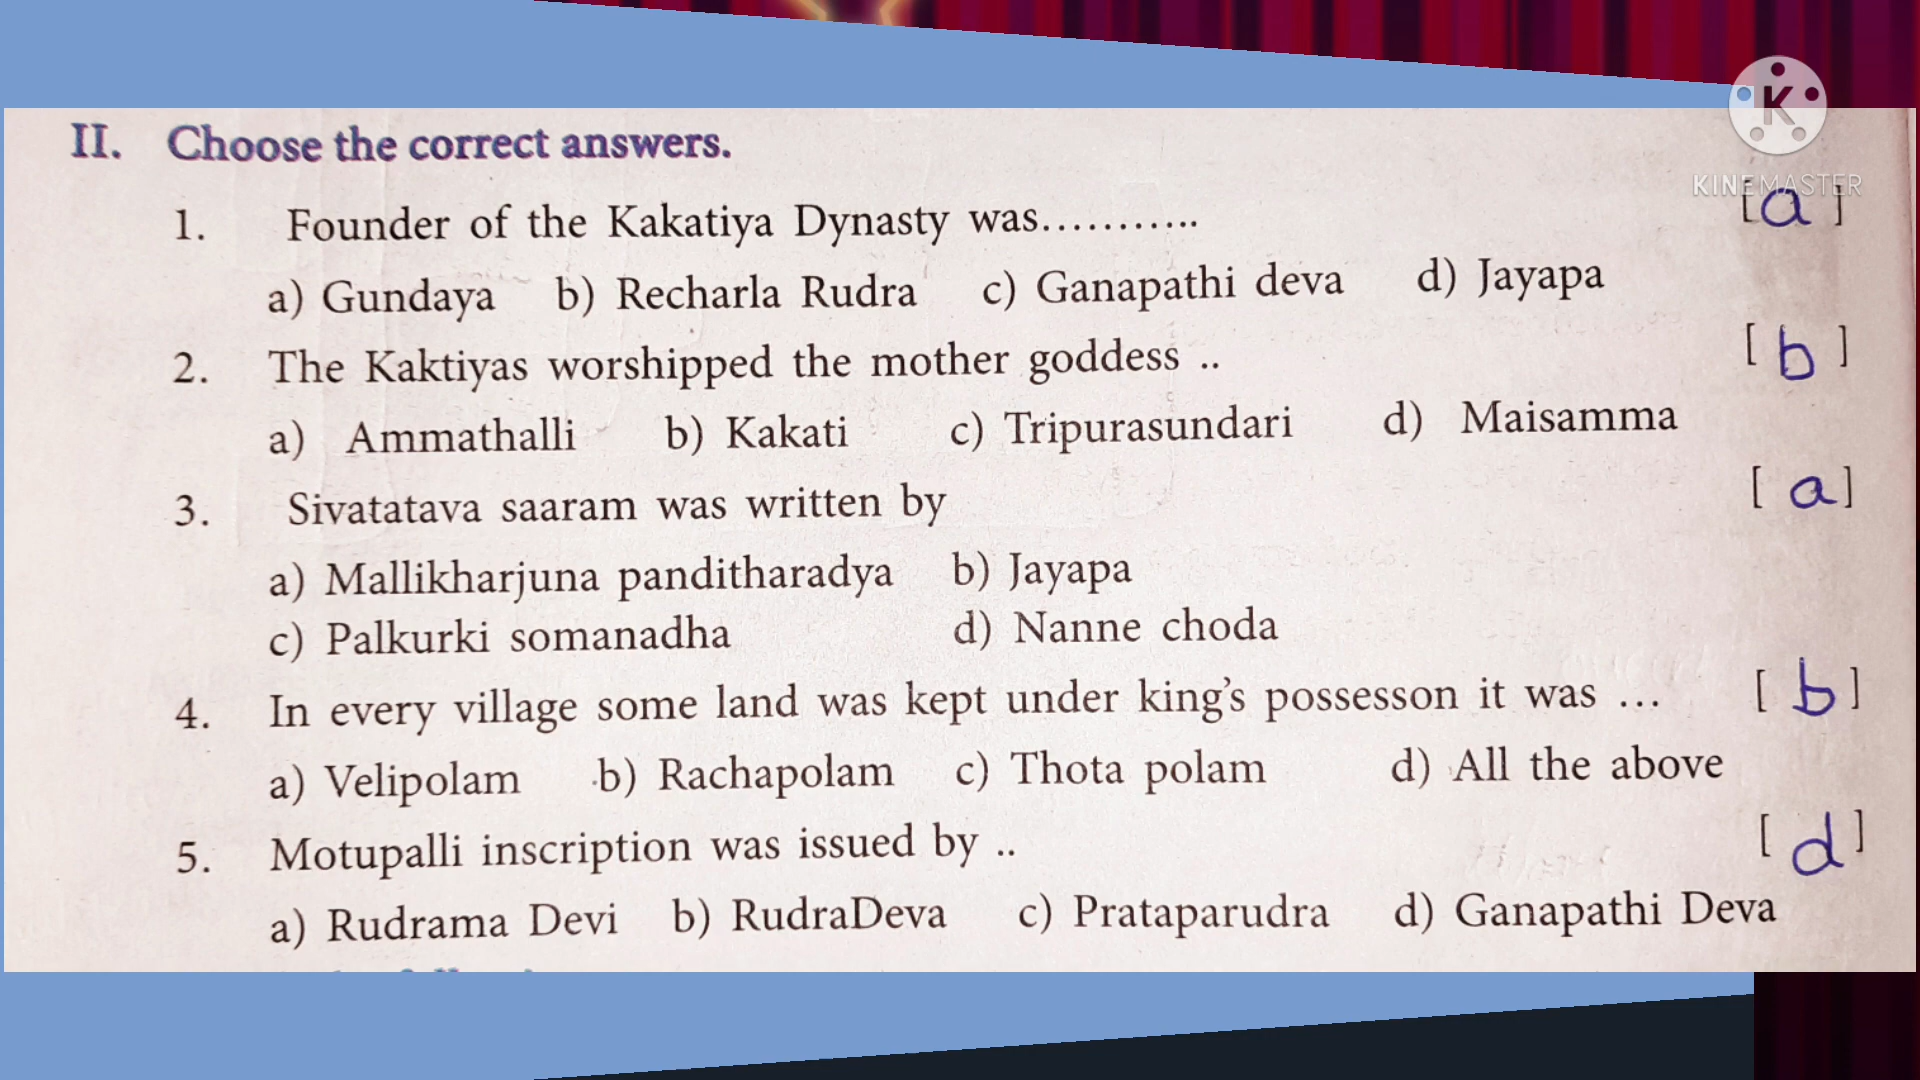 II. Choose the correct answers.
KINEMASTER
1. Founder of the Kakatiya Dynasty was........... [a]
a) Gundaya b) Recharla Rudra c) Ganapathi deva d) Jayapa
2. The Kaktiyas worshipped the mother goddess .. [b]
a) Ammathalli b) Kakati c) Tripurasundari d) Maisamma
3. Sivatatava saaram was written by [a]
a) Mallikharjuna panditharadya b) Jayapa
c) Palkurki somanadha d) Nanne choda
4. In every village some land was kept under king's possesson it was ... [b]
a) Velipolam b) Rachapolam c) Thota polam d) All the above
5. Motupalli inscription was issued by .. [d]
a) Rudrama Devi b) RudraDeva c) Prataparudra d) Ganapathi Deva